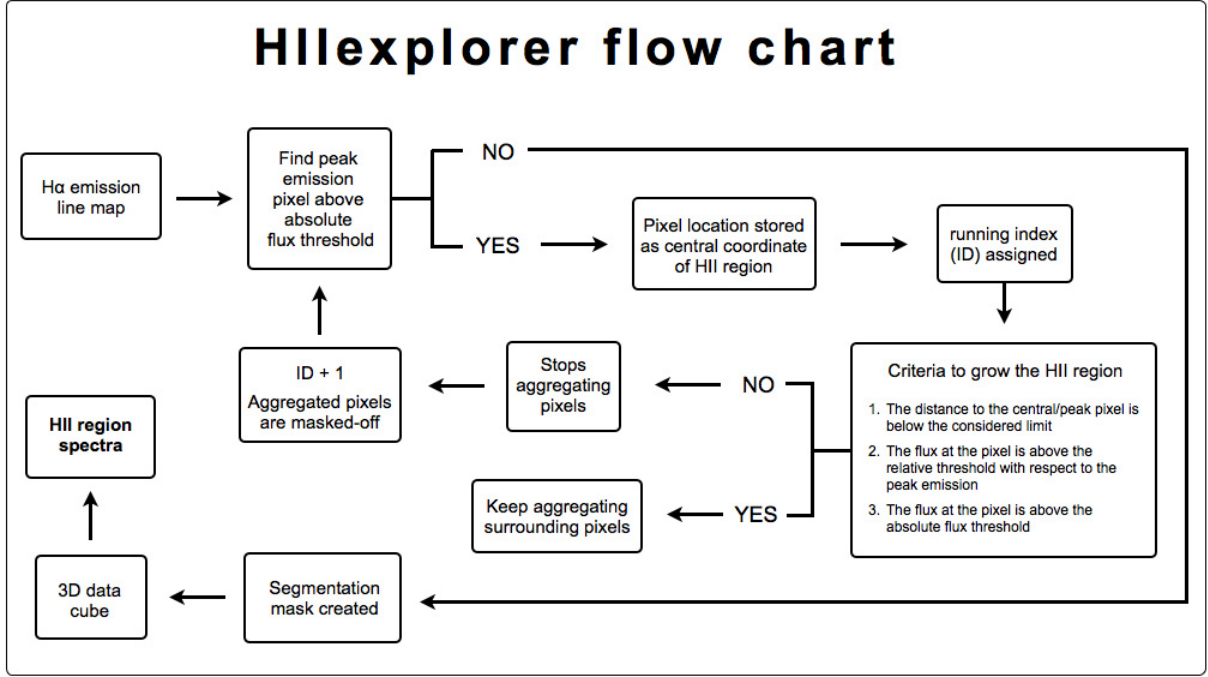 HIIexplorer flow chart
Hα emission
line map
Find peak
emission
pixel above
absolute
flux threshold
NO
YES
Pixel location stored
as central coordinate
of HII region
running index
(ID) assigned
Criteria to grow the HII region
1. The distance to the central/peak pixel is
below the considered limit
2. The flux at the pixel is above the
relative threshold with respect to the
peak emission
3. The flux at the pixel is above the
absolute flux threshold
NO
Stops
aggregating
pixels
ID + 1
Aggregated pixels
are masked-off
YES
Keep aggregating
surrounding pixels
Segmentation
mask created
3D data
cube
HII region
spectra